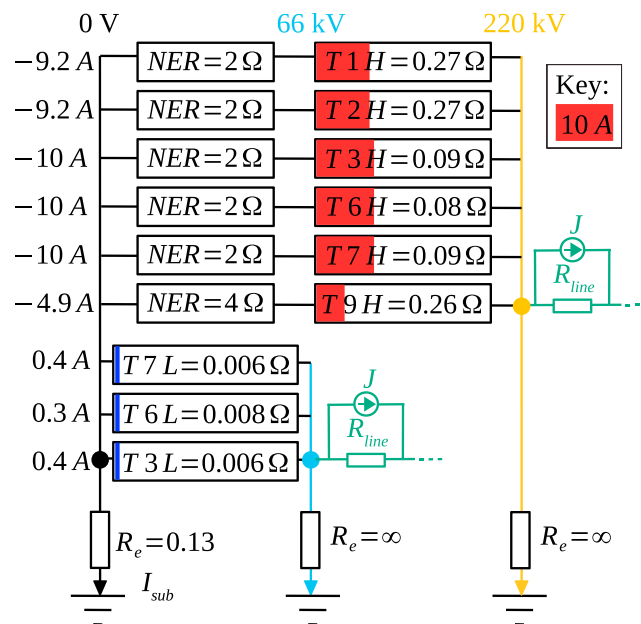 0 V 66 kV 220 kV
−9.2 A NER=2 Ω T 1 H=0.27 Ω
Key:
−9.2 A NER=2 Ω T 2 H=0.27 Ω
10 A
−10 A NER=2 Ω T 3 H=0.09 Ω
−10 A NER=2 Ω T 6 H=0.08 Ω
J
−10 A NER=2 Ω T 7 H=0.09 Ω
R_line
−4.9 A NER=4 Ω T 9 H=0.26 Ω
0.4 A T 7 L=0.006 Ω
J
0.3 A T 6 L=0.008 Ω
R_line
0.4 A T 3 L=0.006 Ω
R_e=0.13 R_e=∞ R_e=∞
I_sub